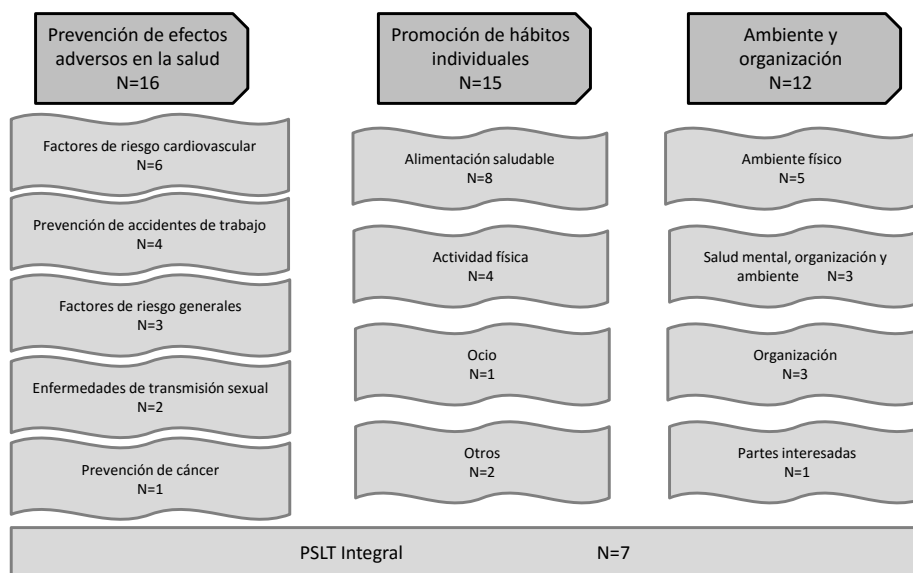 Prevención de efectos
adversos en la salud
N=16
Factores de riesgo cardiovascular
N=6
Prevención de accidentes de trabajo
N=4
Factores de riesgo generales
N=3
Enfermedades de transmisión sexual
N=2
Prevención de cáncer
N=1
Promoción de hábitos
individuales
N=15
Alimentación saludable
N=8
Actividad física
N=4
Ocio
N=1
Otros
N=2
Ambiente y
organización
N=12
Ambiente físico
N=5
Salud mental, organización y
ambiente N=3
Organización
N=3
Partes interesadas
N=1
PSLT Integral N=7